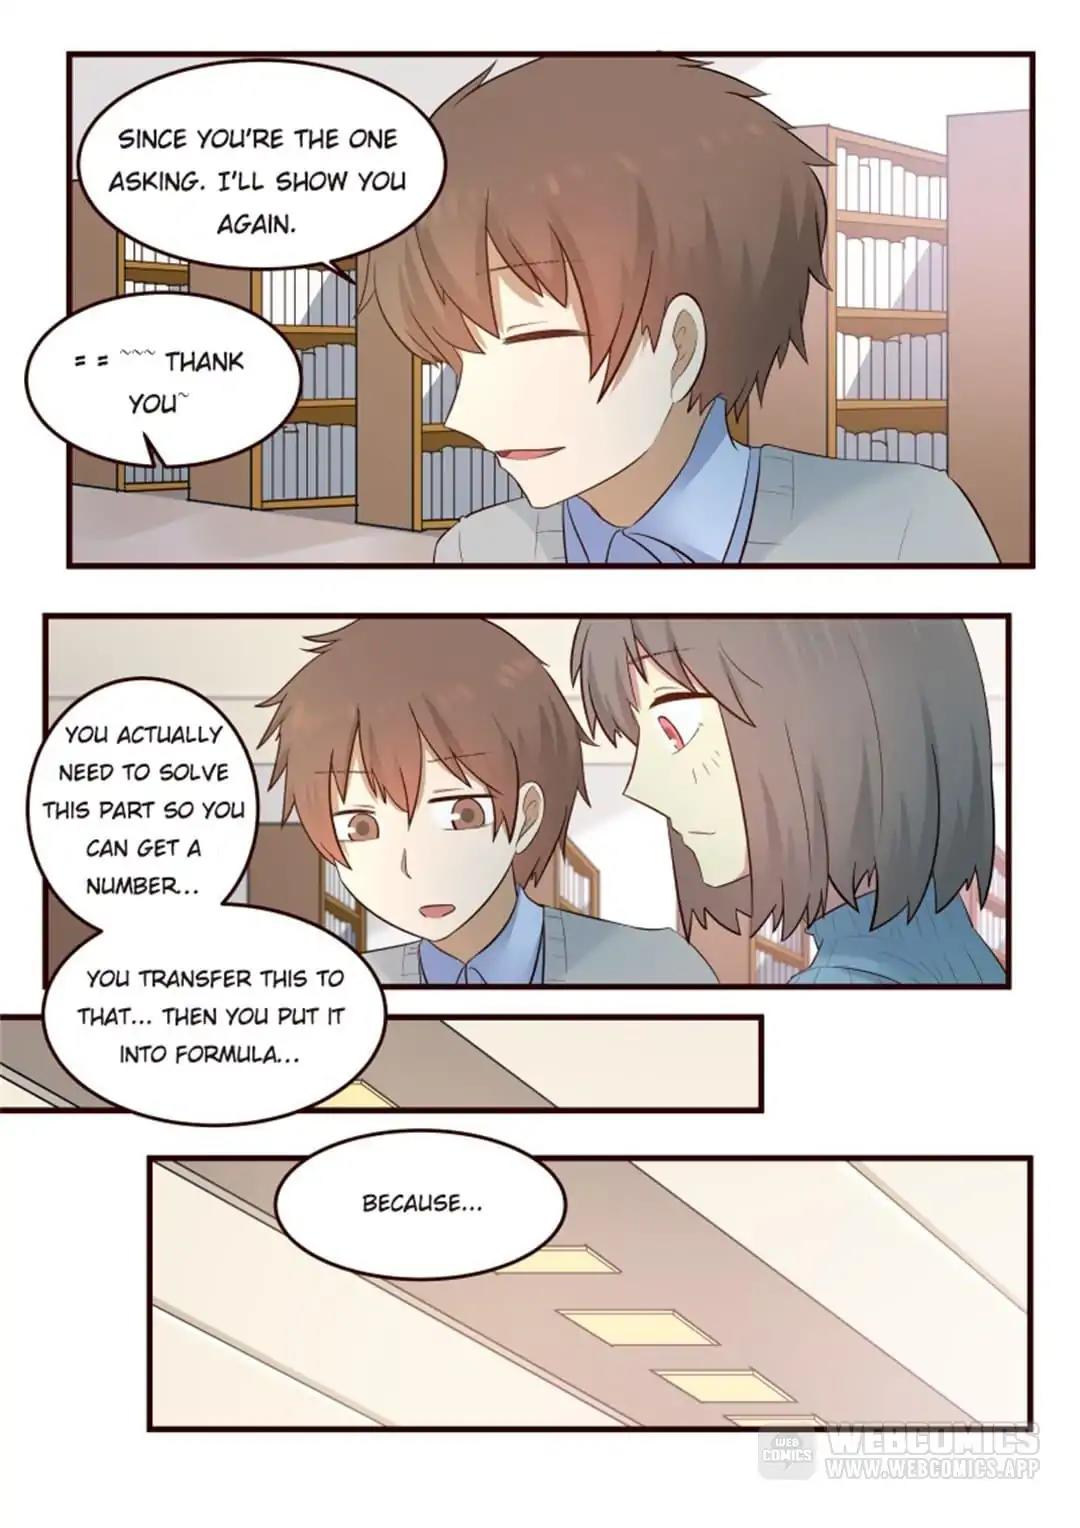 SINCE YOU'RE THE ONE
ASKING. I'LL SHOW YOU
AGAIN.
= = ~~~ THANK
YOU~
YOU ACTUALLY
NEED TO SOLVE
THIS PART SO YOU
CAN GET A
NUMBER...
YOU TRANSFER THIS TO
THAT... THEN YOU PUT IT
INTO FORMULA...
BECAUSE...
WEB
COMICS
WEBCOMICS
WWW.WEBCOMICS.APP